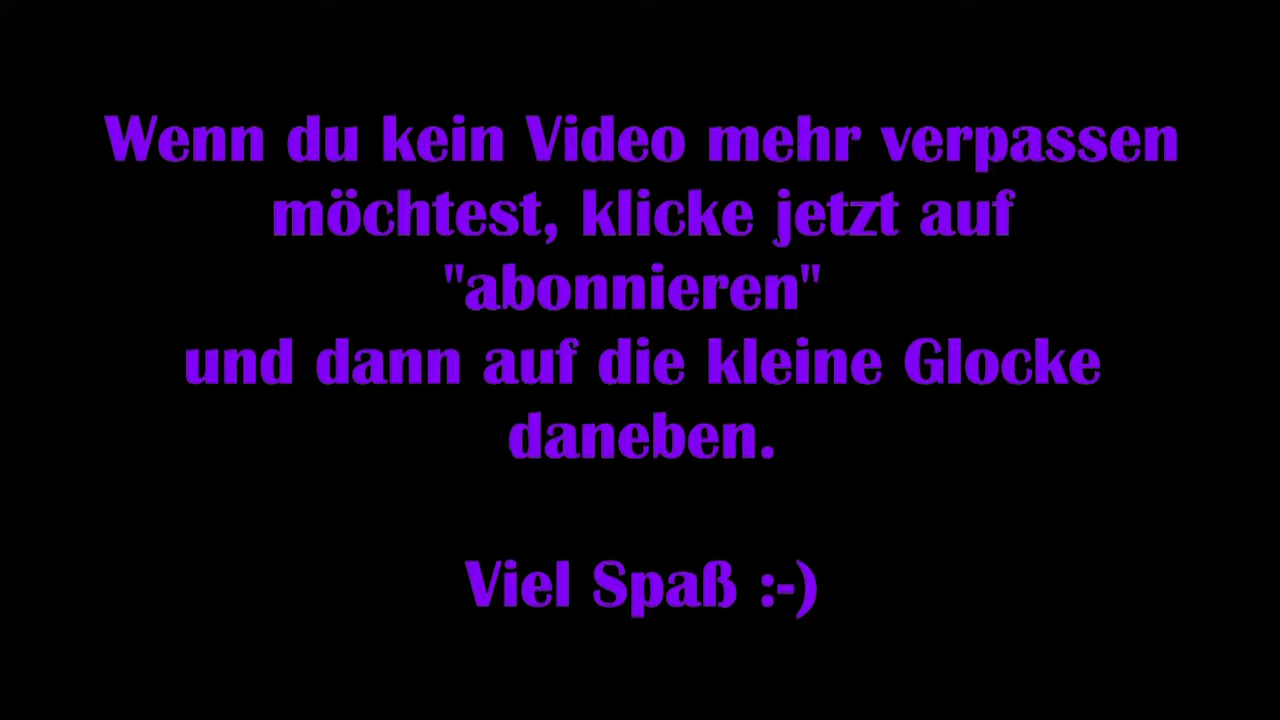 Wenn du kein Video mehr verpassen
möchtest, klicke jetzt auf
"abonnieren"
und dann auf die kleine Glocke
daneben.
Viel Spaß :-)